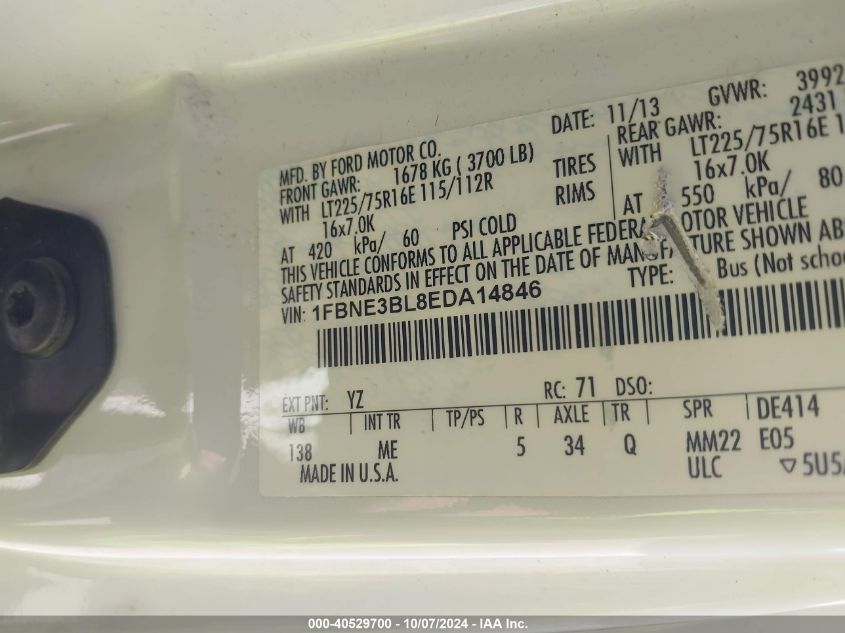 DATE: 11/13 GVWR: 3992
MFD. BY FORD MOTOR CO. REAR GAWR: 2431
FRONT GAWR: 1678 KG ( 3700 LB) WITH LT225/75R16E 1
WITH LT225/75R16E 115/112R TIRES 16x7.0K
16x7.0K RIMS AT 550 kPa/ 80
AT 420 kPa/ 60 PSI COLD
THIS VEHICLE CONFORMS TO ALL APPLICABLE FEDERA MOTOR VEHICLE
SAFETY STANDARDS IN EFFECT ON THE DATE OF MANUFACTURE SHOWN AB
VIN: 1FBNE3BL8EDA14846 TYPE: Bus (Not schoo
EXT PNT: YZ RC: 71 DSO:
WB INT TR TP/PS R AXLE TR SPR DE414
138 ME 5 34 Q MM22 E05
MADE IN U.S.A. ULC 5U5
000-40529700 - 10/07/2024 - IAA Inc.